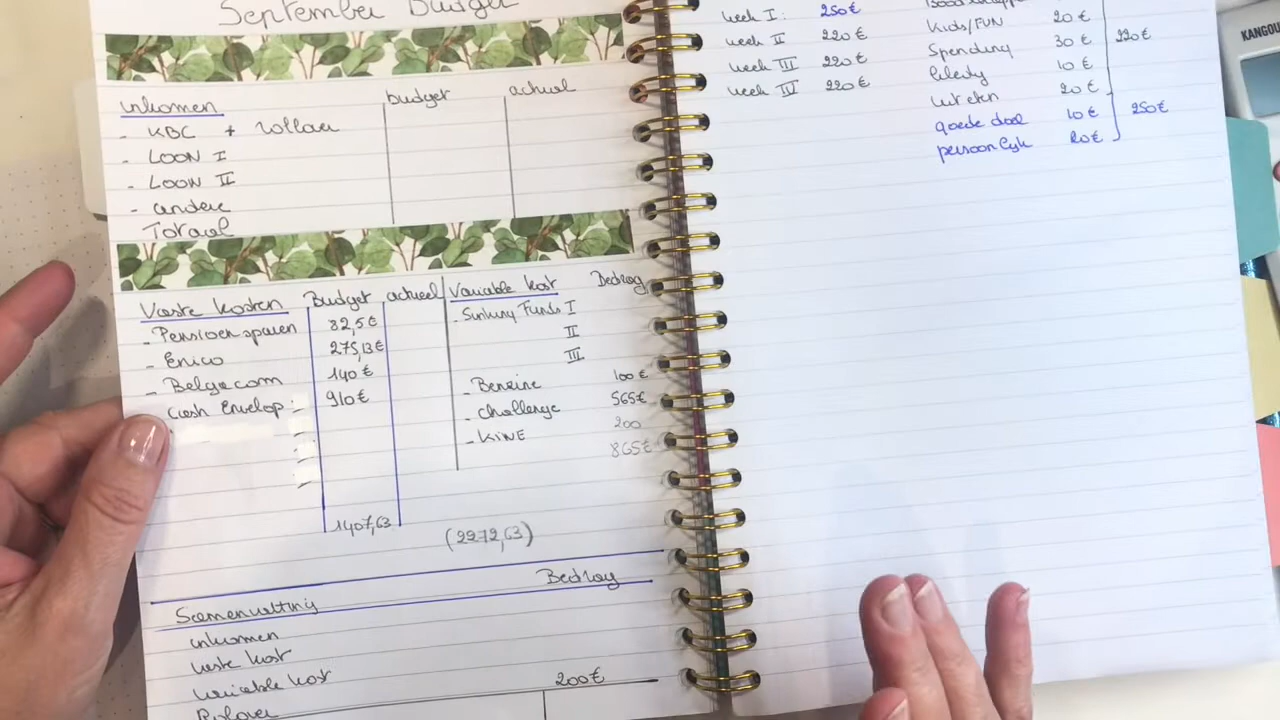 September Budget
inkomen budget actual
- KBC + rollover
- LOON I
- LOON II
- andere
Totaal
Vaste kosten Budget actueel
- Pensioensparen 82,5€
- Enico 275,13€
- Belgacom 140€
Cash Envelop: 910€
1407,63
Variable kost Bedrag
- Sinking Funds I
II
III
- Benzine 100€
- Challenge 565€
- KINE 200
865€
(2272,63)
Bedrag
Samenvatting
inkomen
vaste kost
variable kost
200€
Rolover
week I: 250€
week II 220€
week III 220€
week IV 220€
Kids/FUN 20€
Spending 30€
10€
uit eten 20€
220€
goede doel 10€
persoonlijk 20€
250€
KANGOU